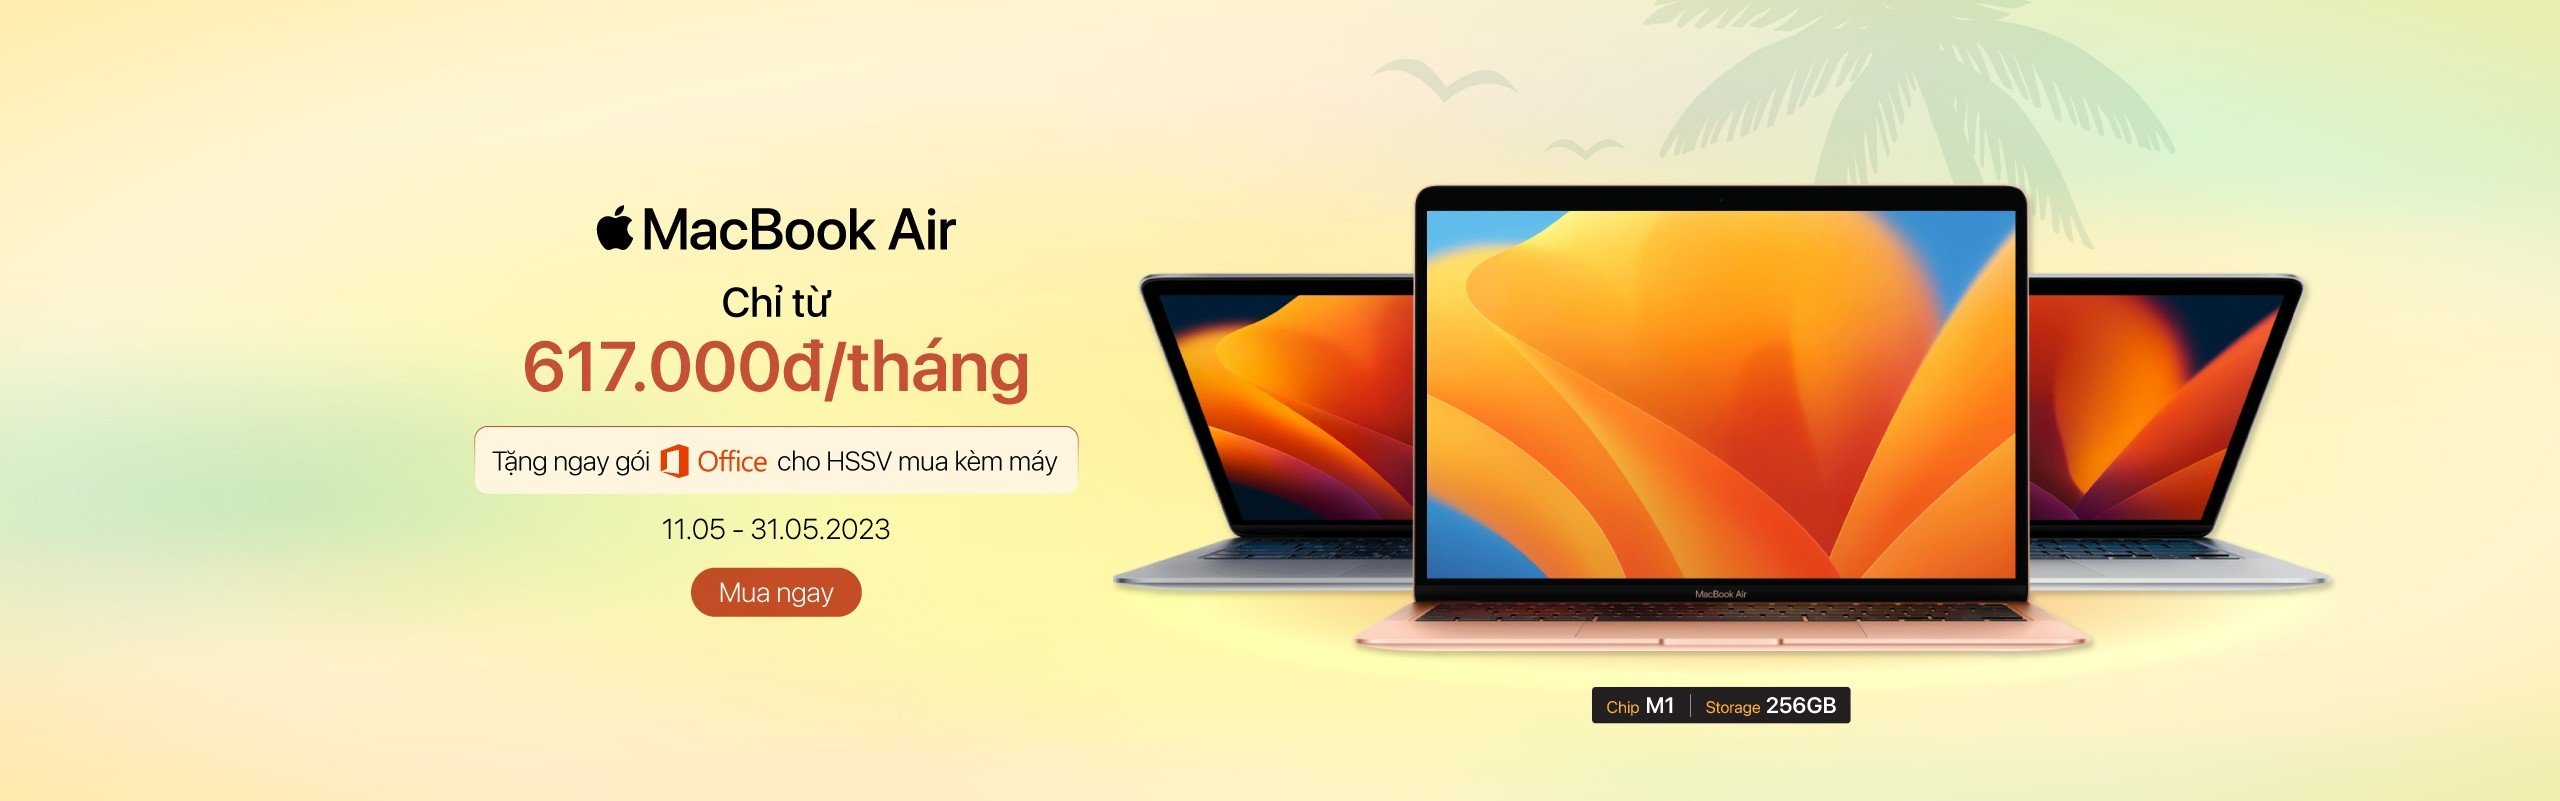 MacBook Air
Chỉ từ
617.000đ/tháng
Tặng ngay gói Office cho HSSV mua kèm máy
11.05 - 31.05.2023
Mua ngay
MacBook Air
Chip M1 | Storage 256GB